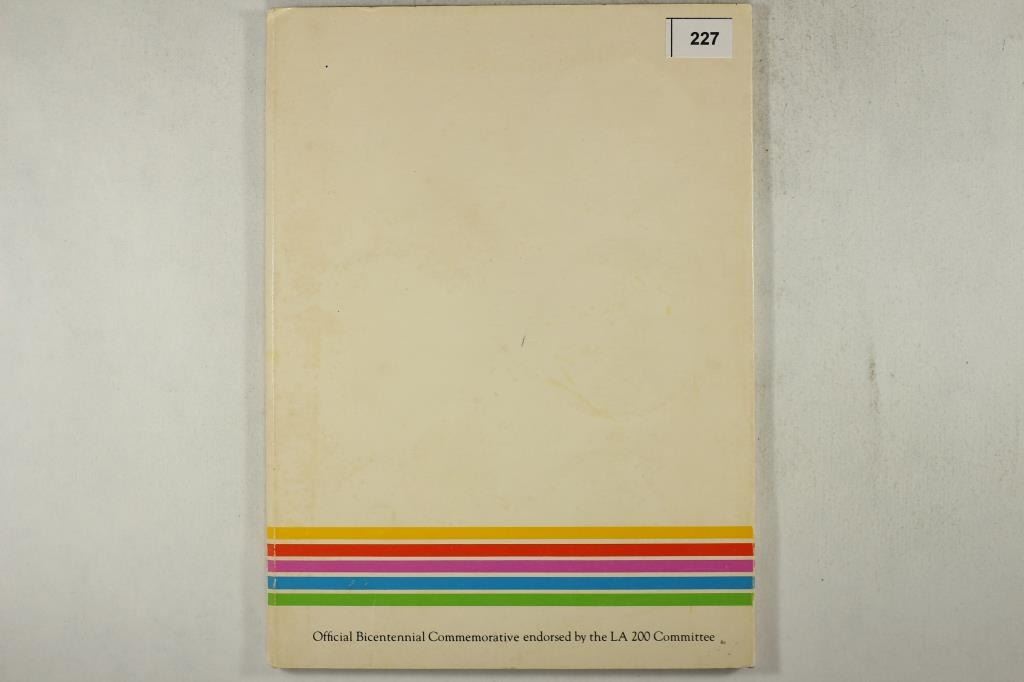 227
Official Bicentennial Commemorative endorsed by the LA 200 Committee